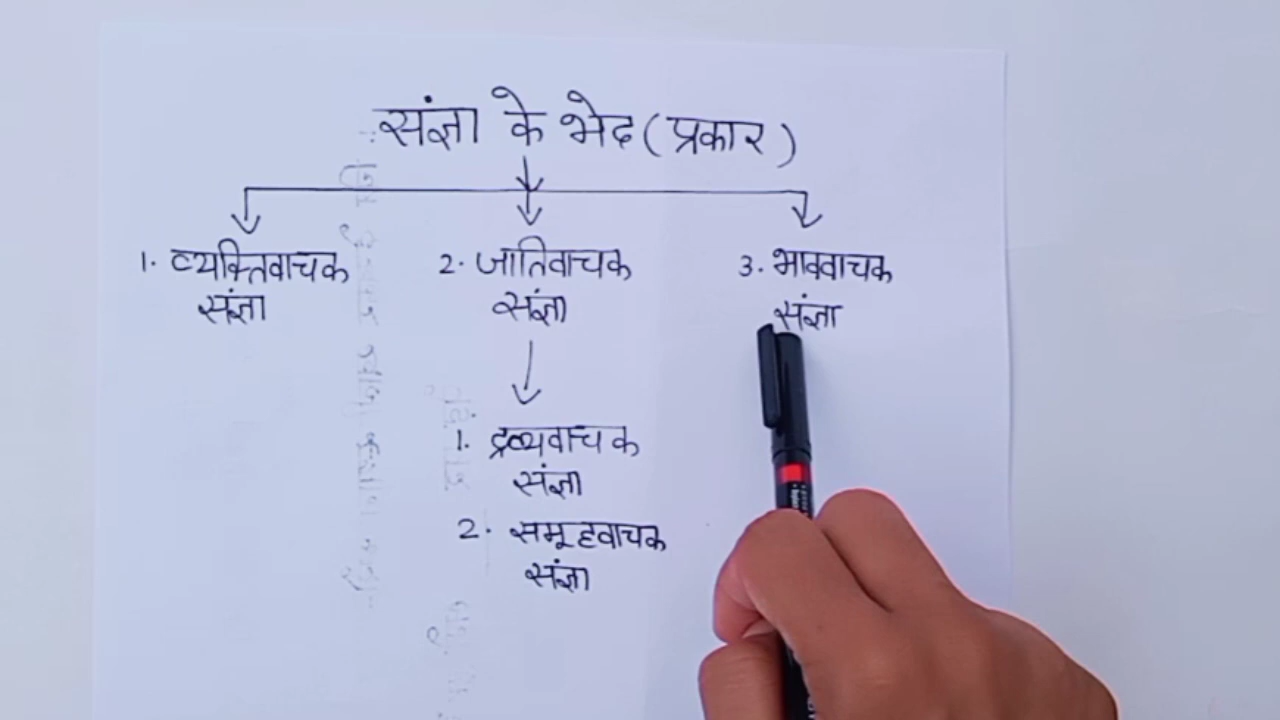 संज्ञा के भेद (प्रकार)
1. व्यक्तिवाचक
संज्ञा
2. जातिवाचक
संज्ञा
1. द्रव्यवाचक
संज्ञा
2. समूहवाचक
संज्ञा
3. भाववाचक
संज्ञा